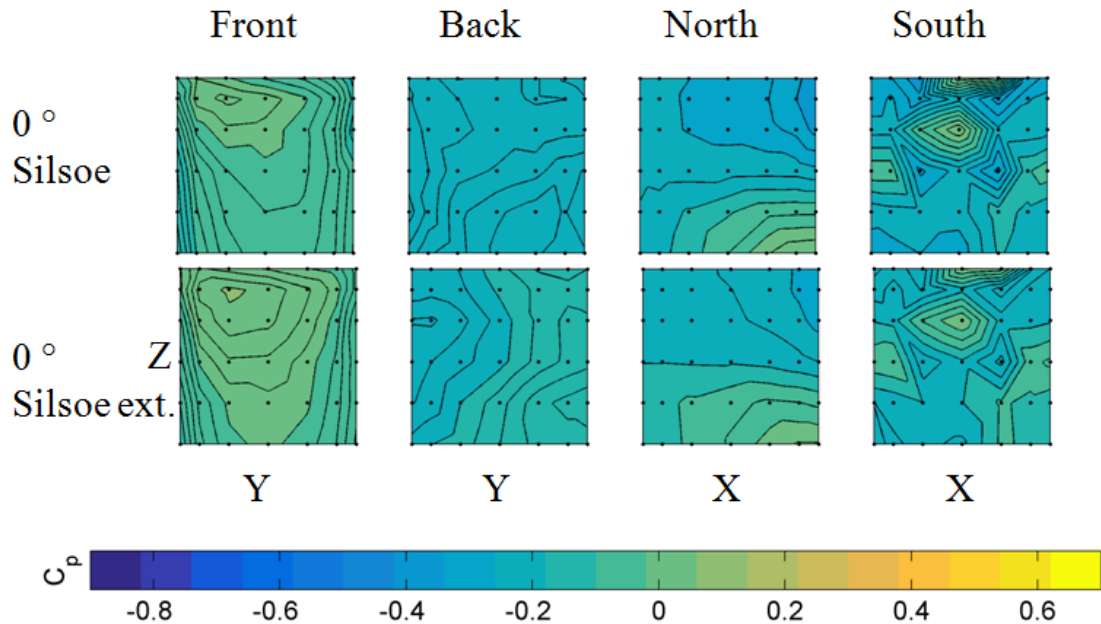 Front Back North South
0 °
Silsoe
0 °
Z
Silsoe ext.
Y Y X X
Cp
-0.8 -0.6 -0.4 -0.2 0 0.2 0.4 0.6